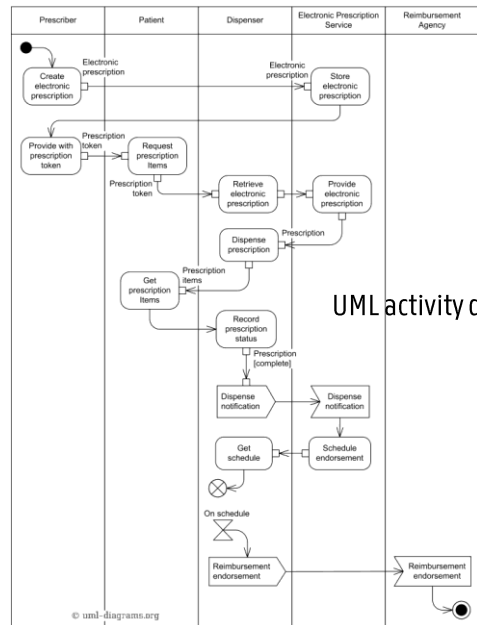 Prescriber
Patient
Dispenser
Electronic Prescription
Service
Reimbursement
Agency
Create
electronic
prescription
Electronic
prescription
Electronic
prescription
Store
electronic
prescription
Provide with
prescription
token
Prescription
token
Request
prescription
Items
Prescription
token
Retrieve
electronic
prescription
Provide
electronic
prescription
Dispense
prescription
Prescription
Get
prescription
Items
Prescription
items
Record
prescription
status
UML activity d
Prescription
[complete]
Dispense
notification
Dispense
notification
Get
schedule
Schedule
endorsement
On schedule
Reimbursement
endorsement
Reimbursement
endorsement
© uml-diagrams.org